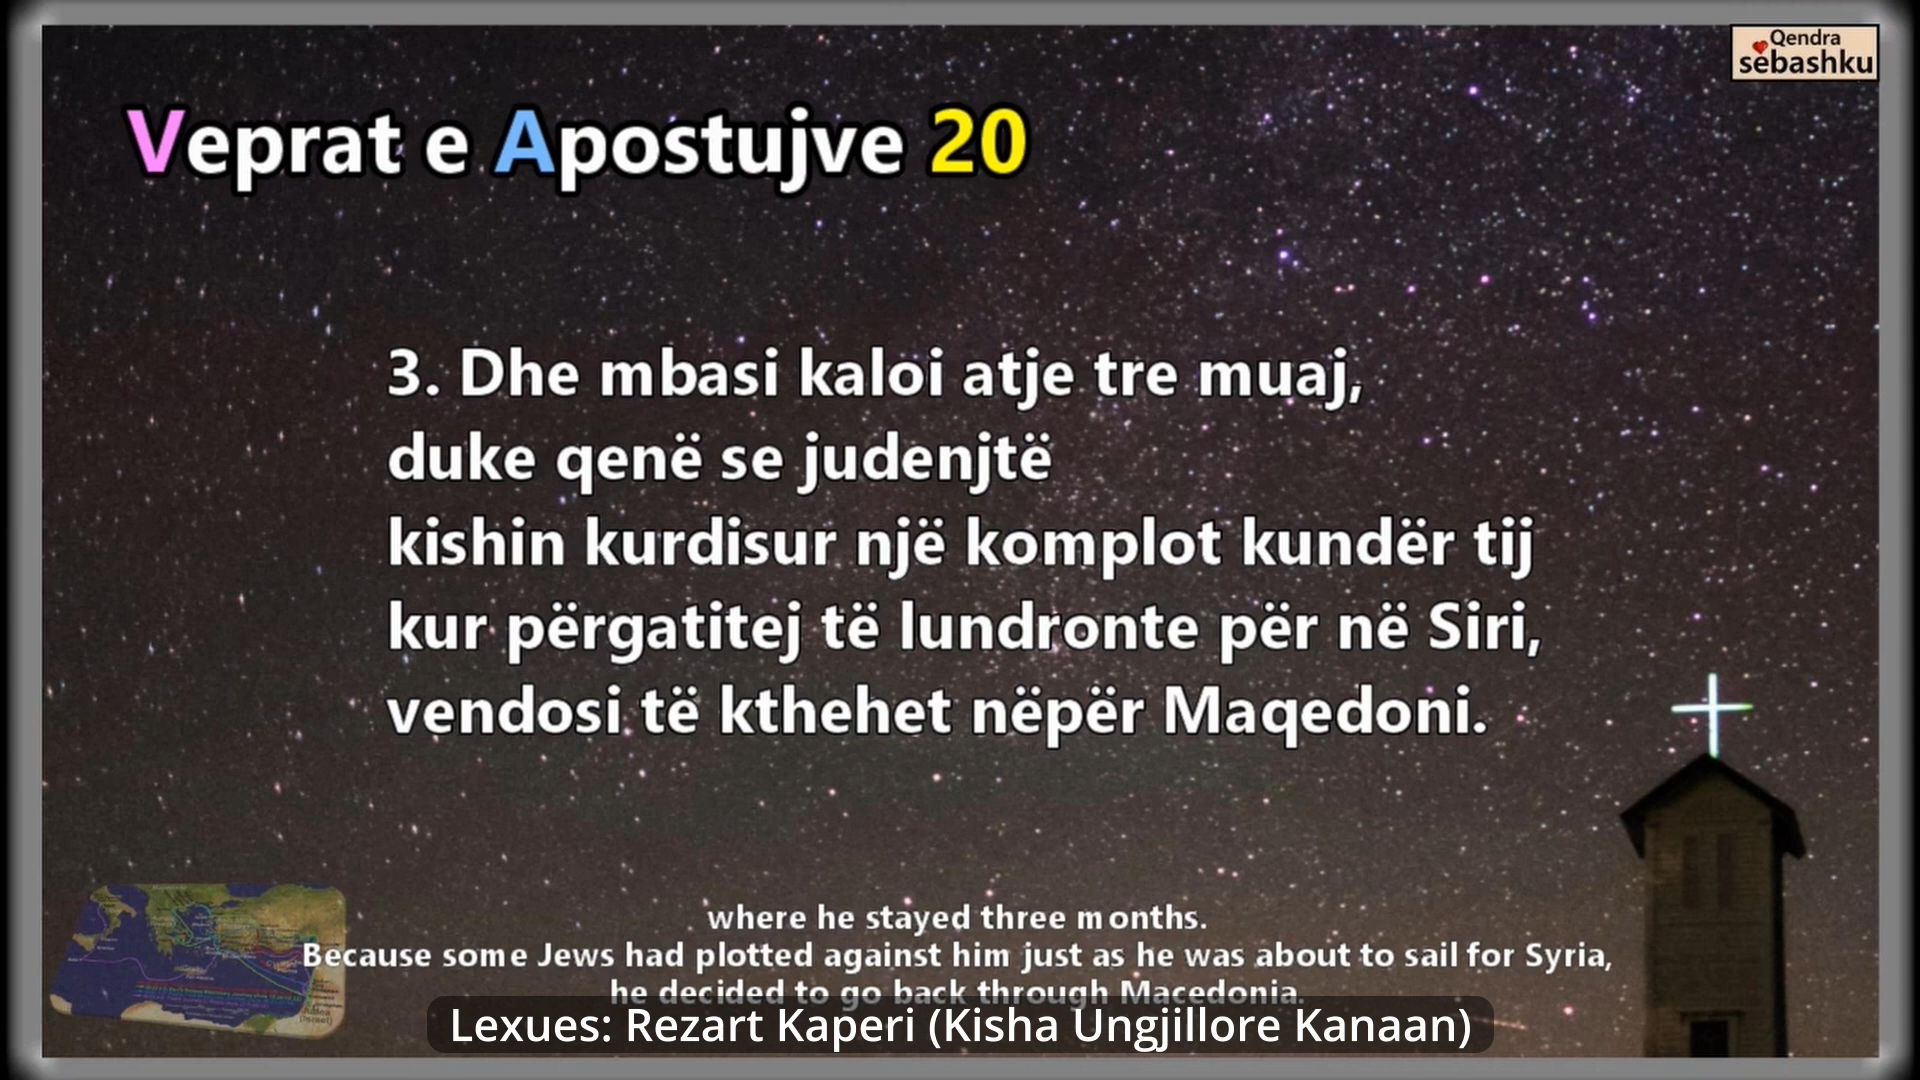 Qendra
sëbashku
Veprat e Apostujve 20
3. Dhe mbasi kaloi atje tre muaj,
duke qenë se judenjtë
kishin kurdisur një komplot kundër tij
kur përgatitej të lundronte për në Siri,
vendosi të kthehet nëpër Maqedoni.
where he stayed three months.
Because some Jews had plotted against him just as he was about to sail for Syria,
he decided to go back through Macedonia.
Lexues: Rezart Kaperi (Kisha Ungjillore Kanaan)